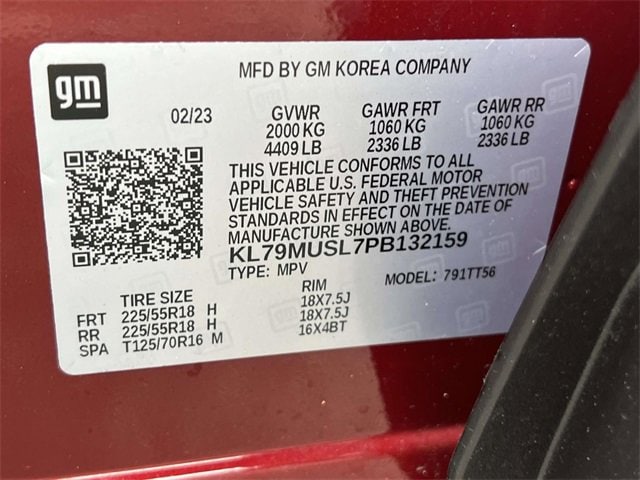 gm
MFD BY GM KOREA COMPANY
02/23 GVWR GAWR FRT GAWR RR
2000 KG 1060 KG 1060 KG
4409 LB 2336 LB 2336 LB
THIS VEHICLE CONFORMS TO ALL
APPLICABLE U.S. FEDERAL MOTOR
VEHICLE SAFETY AND THEFT PREVENTION
STANDARDS IN EFFECT ON THE DATE OF
MANUFACTURE SHOWN ABOVE.
KL79MUSL7PB132159
TYPE: MPV MODEL: 791TT56
TIRE SIZE RIM
FRT 225/55R18 H 18X7.5J
RR 225/55R18 H 18X7.5J
SPA T125/70R16 M 16X4BT